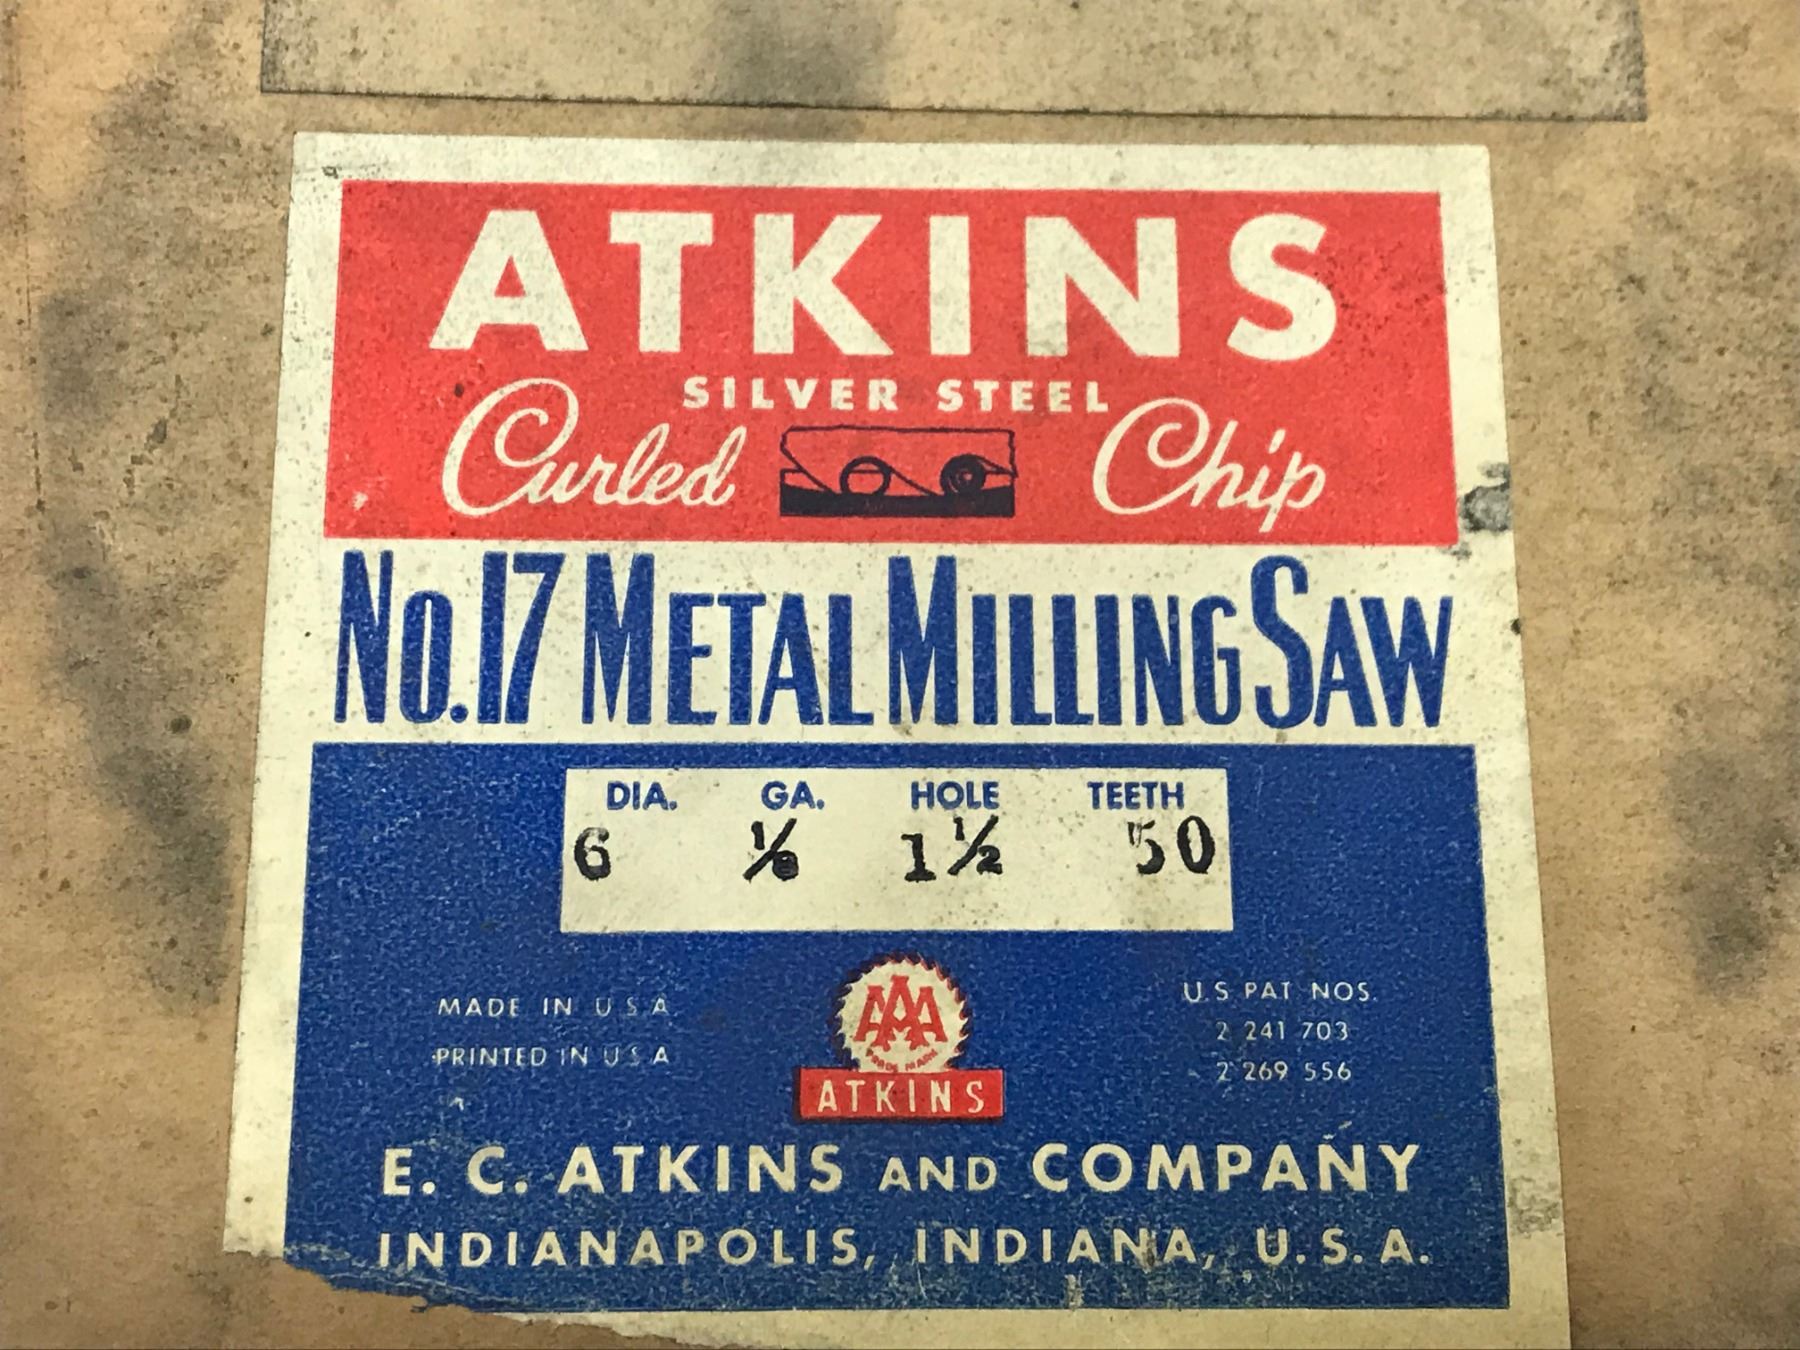 ATKINS
SILVER STEEL
Curled Chip
No. 17 METAL MILLING SAW
DIA. GA. HOLE TEETH
6 1/8 1 1/2 50
MADE IN U S A
PRINTED IN U S A
AAA
TRADE MARK
ATKINS
U. S. PAT NOS.
2 241 703
2 269 556
E. C. ATKINS AND COMPANY
INDIANAPOLIS, INDIANA, U. S. A.